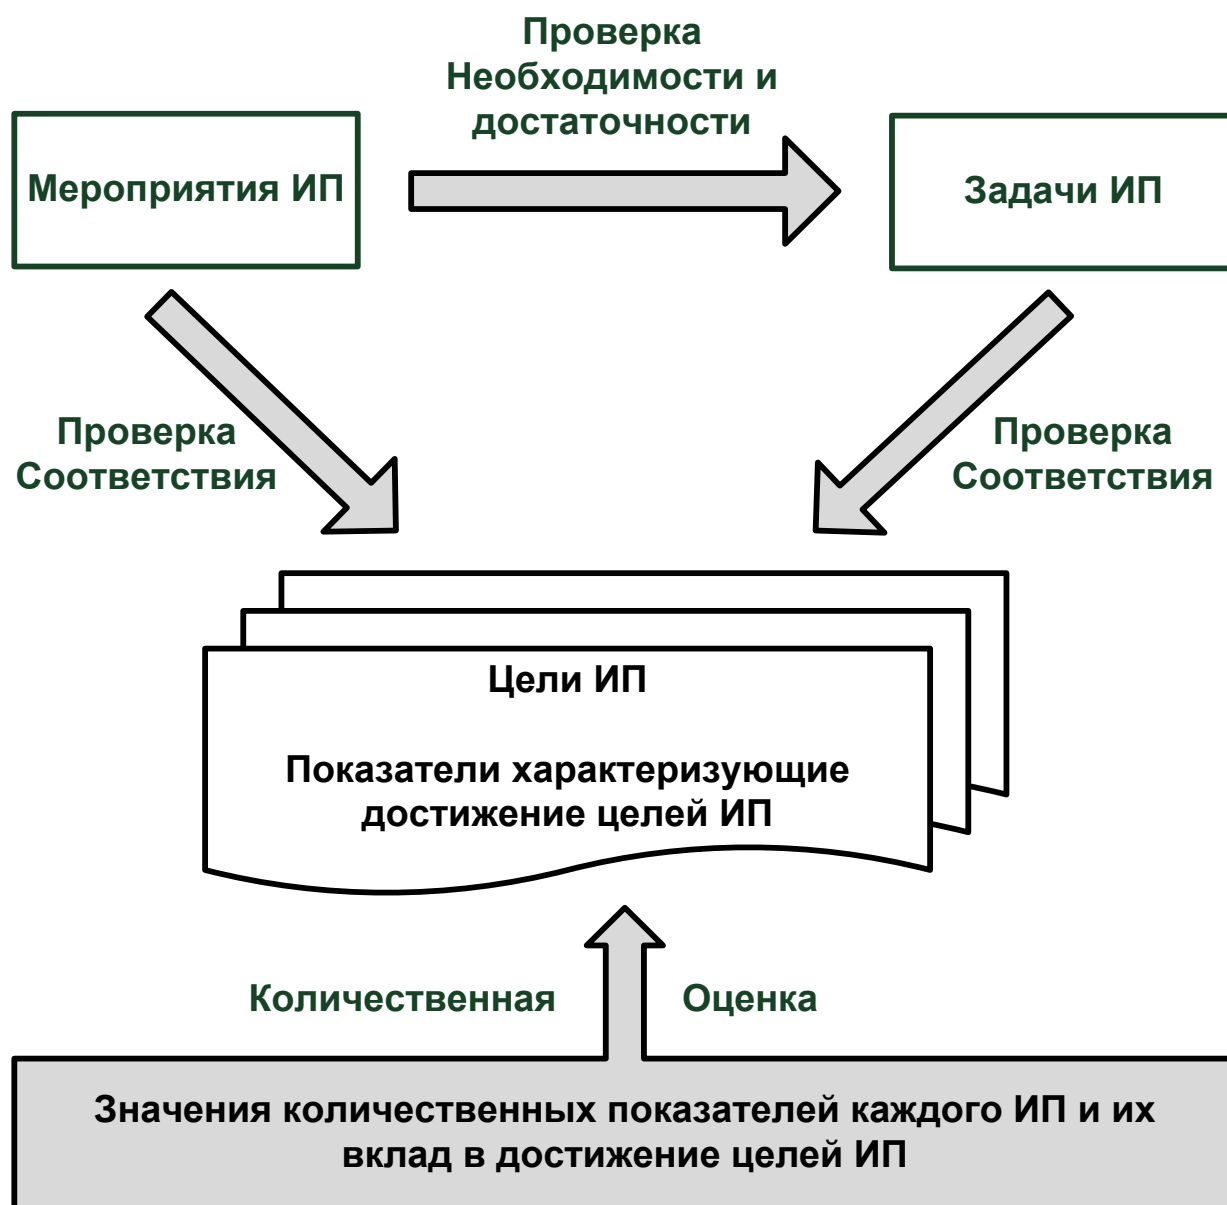 Проверка
Необходимости и
достаточности
Мероприятия ИП
Задачи ИП
Проверка
Соответствия
Проверка
Соответствия
Цели ИП
Показатели характеризующие
достижение целей ИП
Количественная
Оценка
Значения количественных показателей каждого ИП и их
вклад в достижение целей ИП